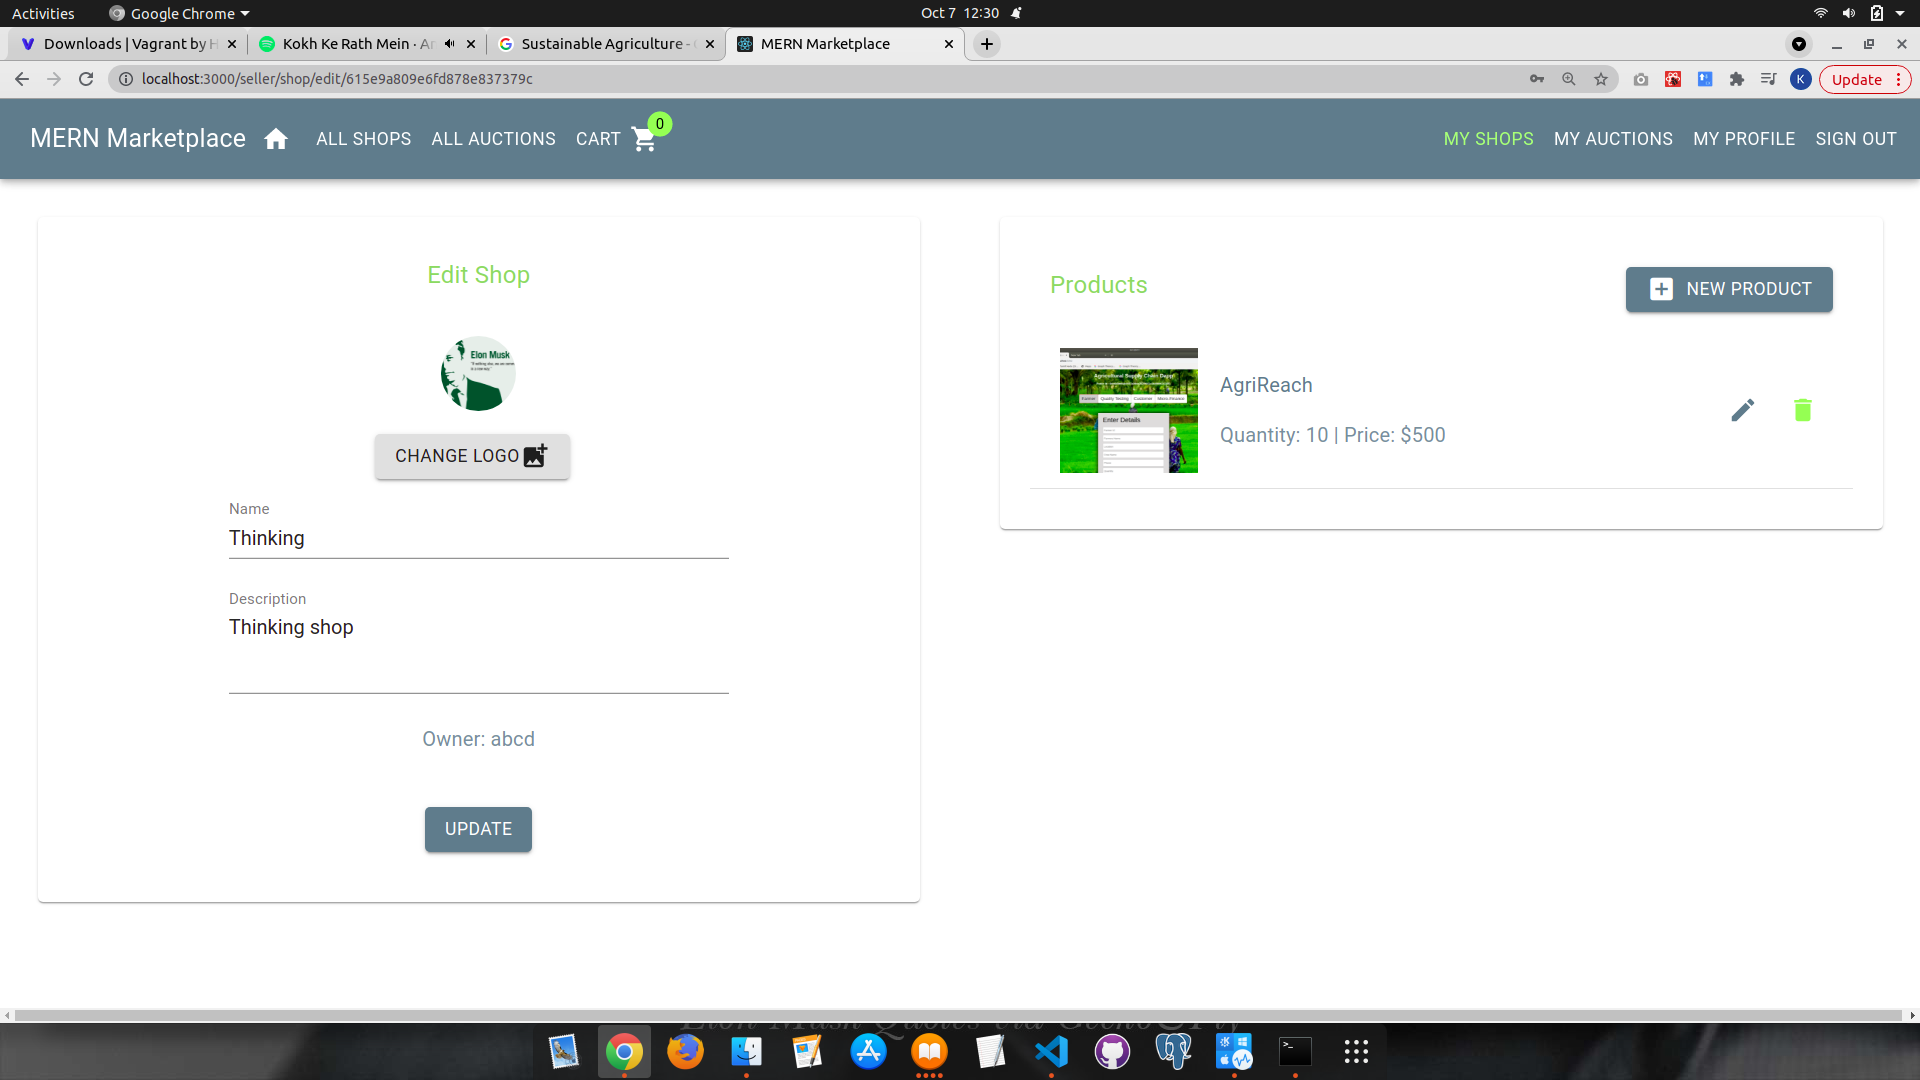 Activities
Google Chrome
Oct 7 12:30
Downloads | Vagrant by H
Kokh Ke Rath Mein · Ar
Sustainable Agriculture -
MERN Marketplace
localhost:3000/seller/shop/edit/615e9a809e6fd878e837379c
K
Update
MERN Marketplace
ALL SHOPS
ALL AUCTIONS
CART
0
MY SHOPS
MY AUCTIONS
MY PROFILE
SIGN OUT
Edit Shop
Elon Musk
CHANGE LOGO
Name
Thinking
Description
Thinking shop
Owner: abcd
UPDATE
Products
NEW PRODUCT
Enter Details
AgriReach
Quantity: 10 | Price: $500